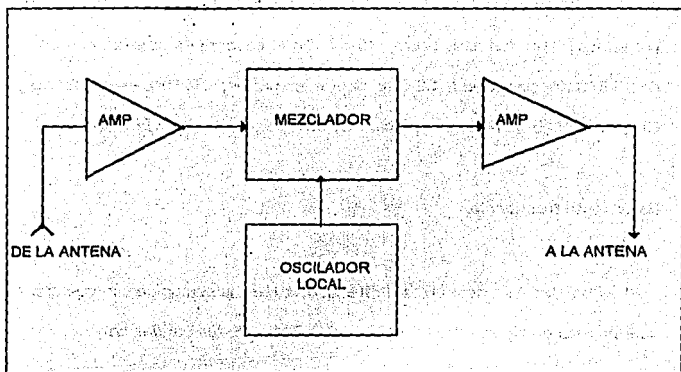 AMP
MEZCLADOR
AMP
DE LA ANTENA
A LA ANTENA
OSCILADOR
LOCAL